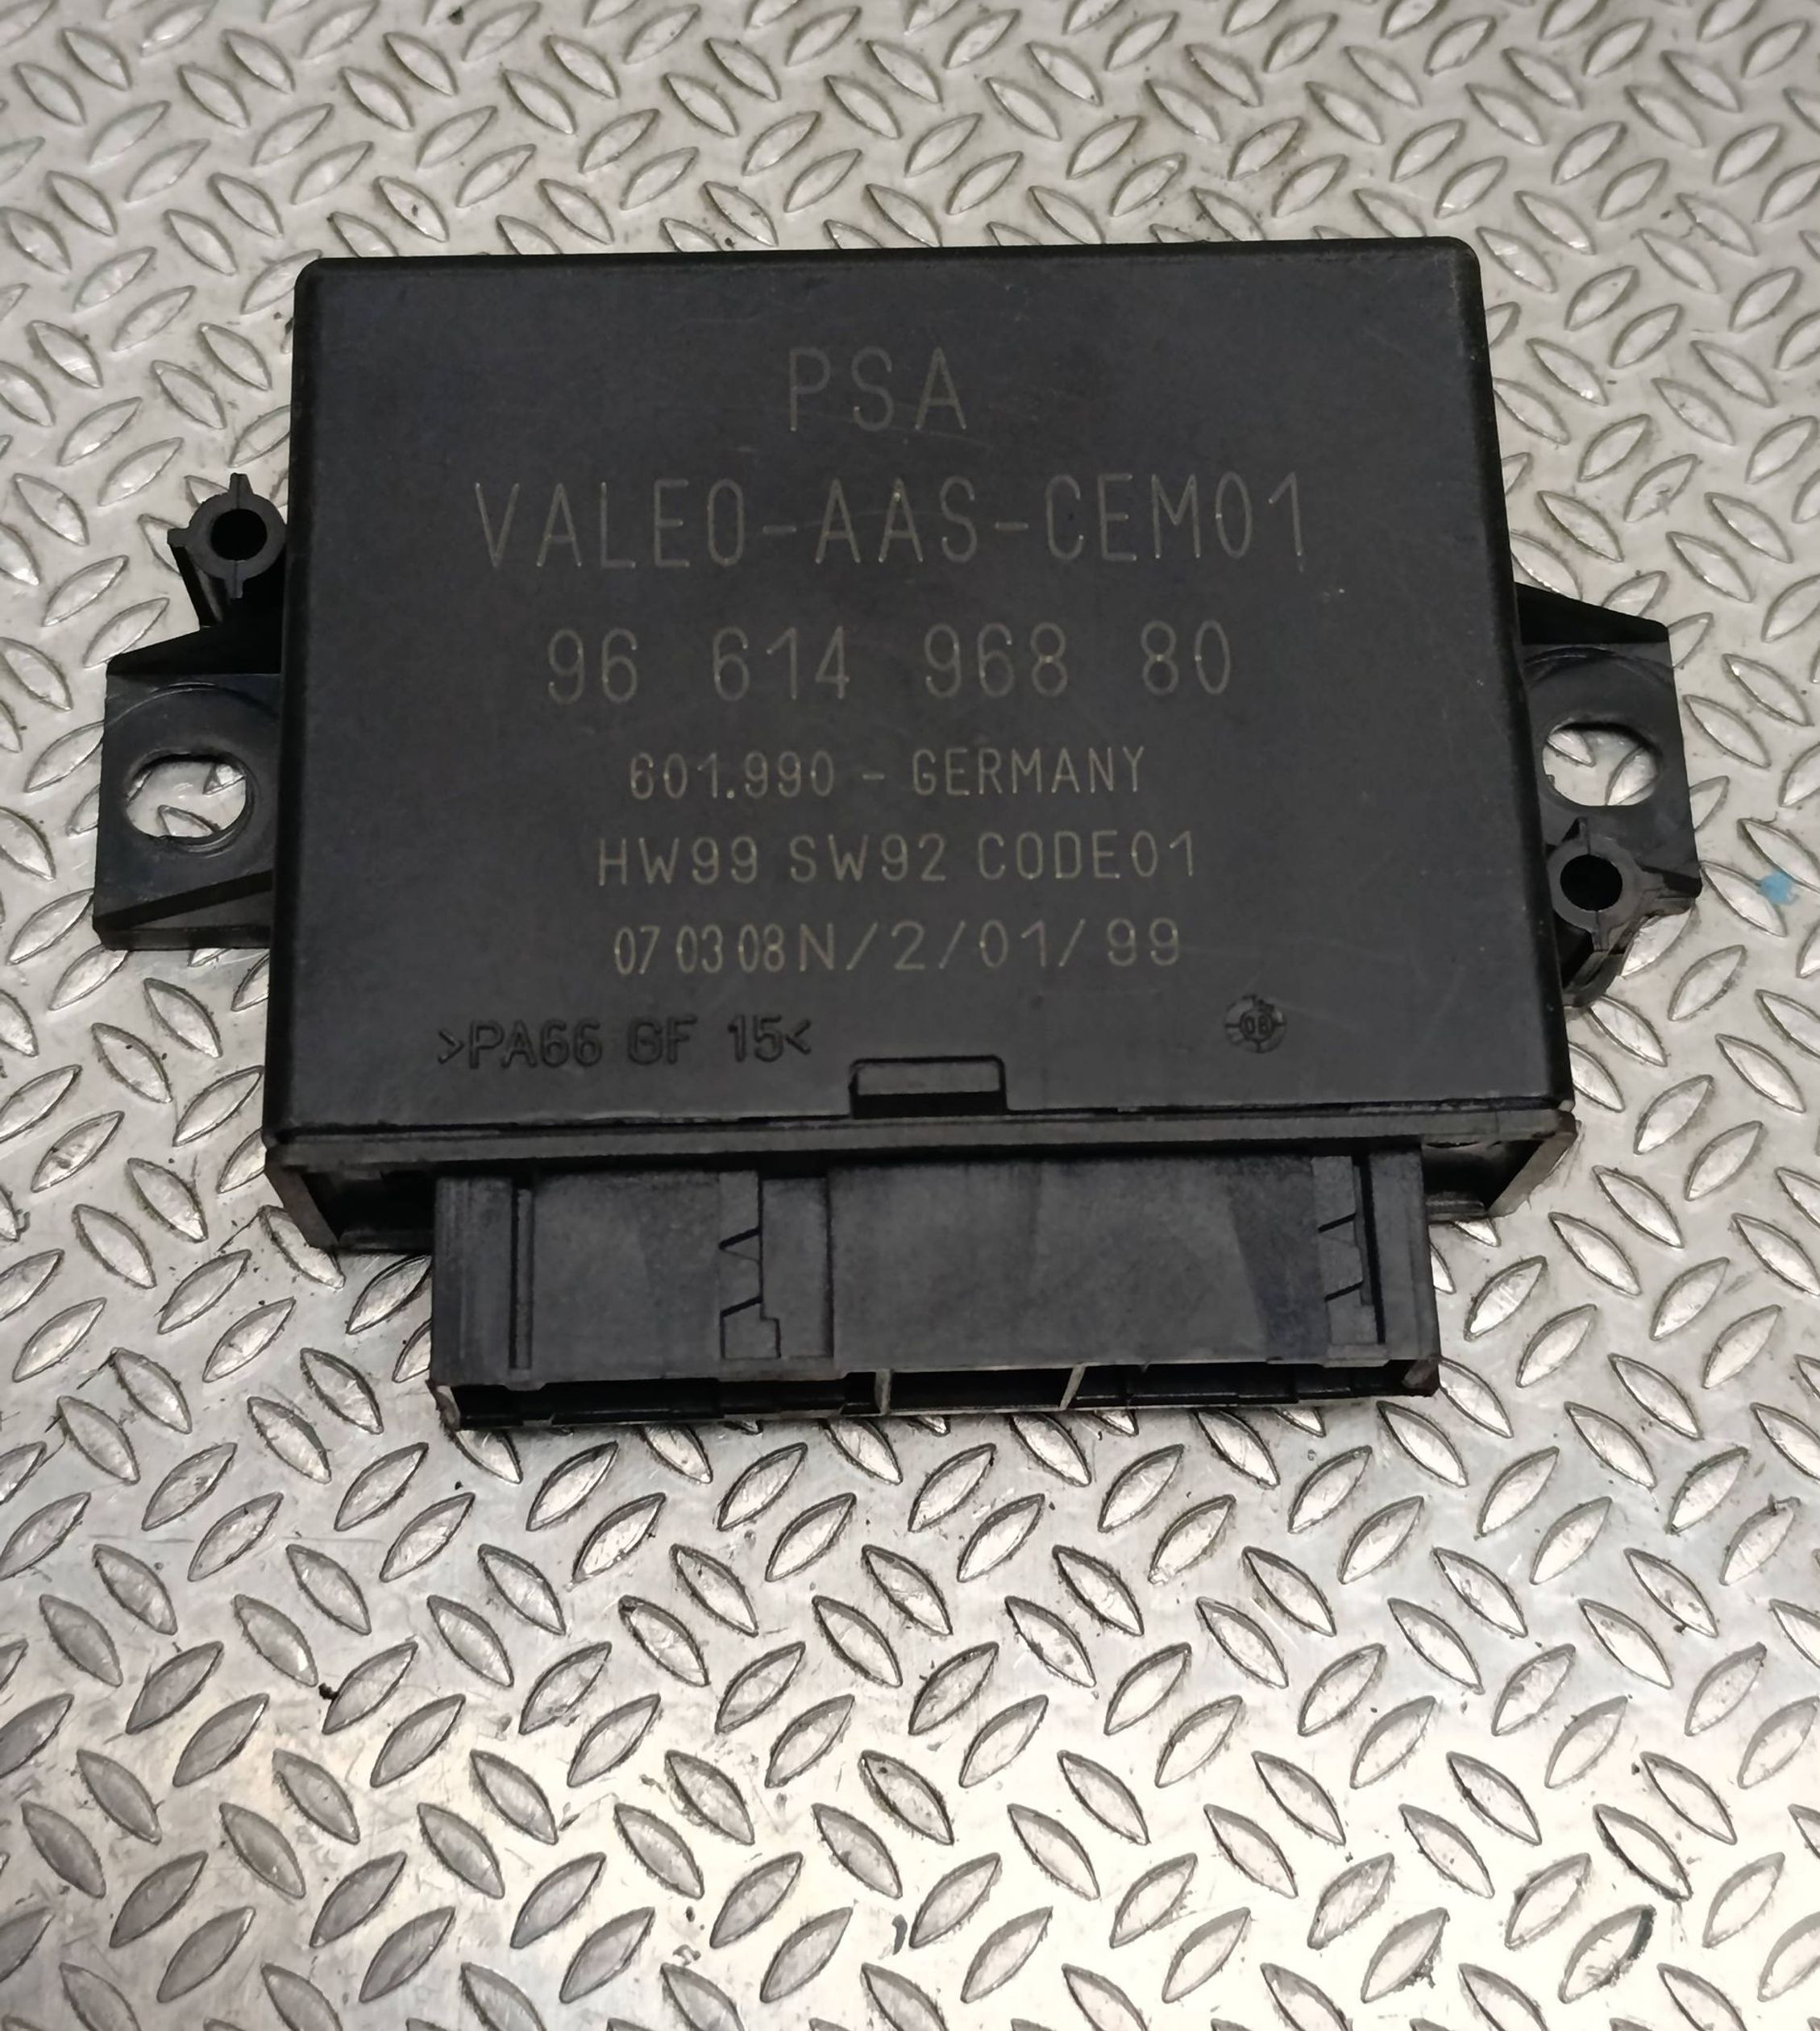 PSA
VALEO-AAS-CEM01
96 614 968 80
601.990 - GERMANY
HW99 SW92 CODE01
07 03 08 N/2/01/99
>PA66 GF 15<
08